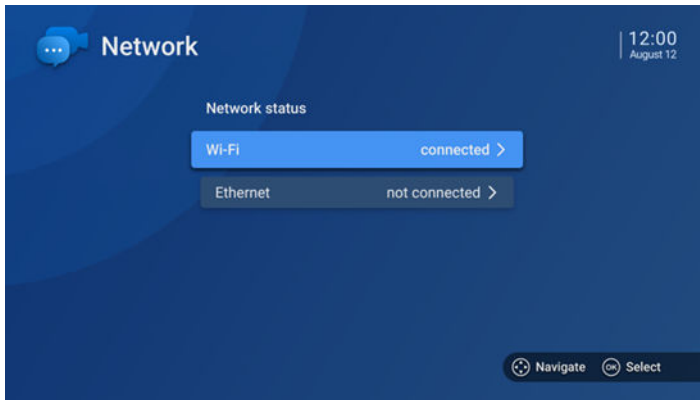 Network
12:00
August 12
Network status
Wi-Fi connected
Ethernet not connected
Navigate OK Select